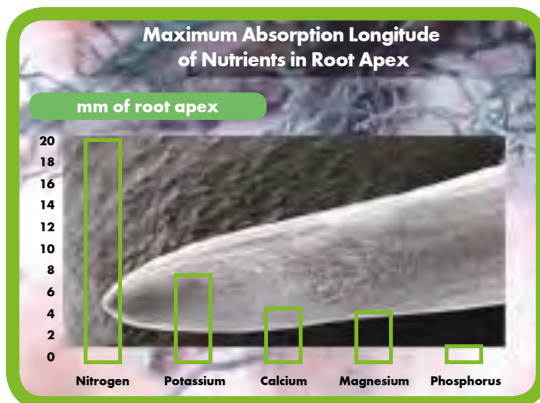 Maximum Absorption Longitude
of Nutrients in Root Apex
mm of root apex
20
18
16
14
12
10
8
6
4
2
0
Nitrogen Potassium Calcium Magnesium Phosphorus